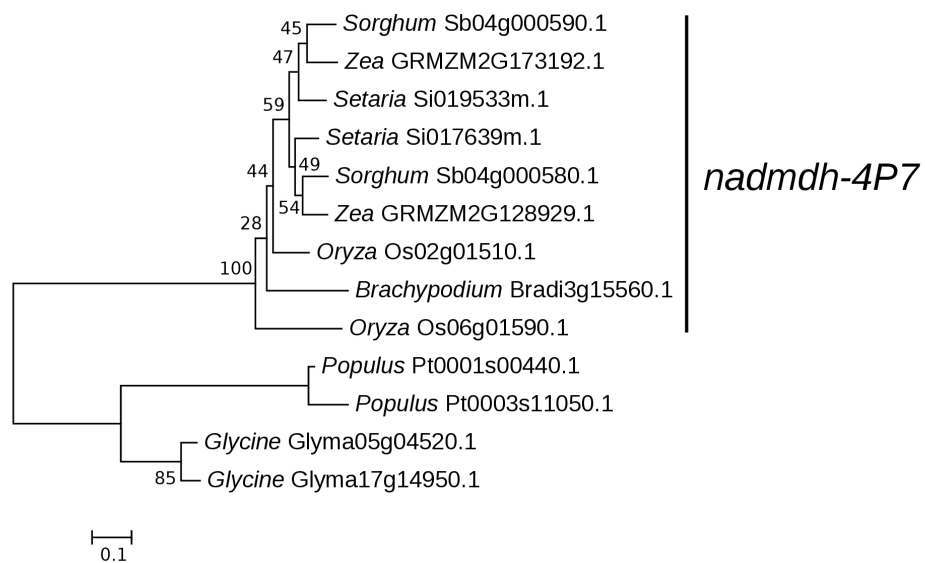 45
Sorghum Sb04g000590.1
47
Zea GRMZM2G173192.1
Setaria Si019533m.1
59
Setaria Si017639m.1
49
44
Sorghum Sb04g000580.1
nadmdh-4P7
54
Zea GRMZM2G128929.1
28
Oryza Os02g01510.1
100
Brachypodium Bradi3g15560.1
Oryza Os06g01590.1
Populus Pt0001s00440.1
Populus Pt0003s11050.1
Glycine Glyma05g04520.1
85
Glycine Glyma17g14950.1
0.1